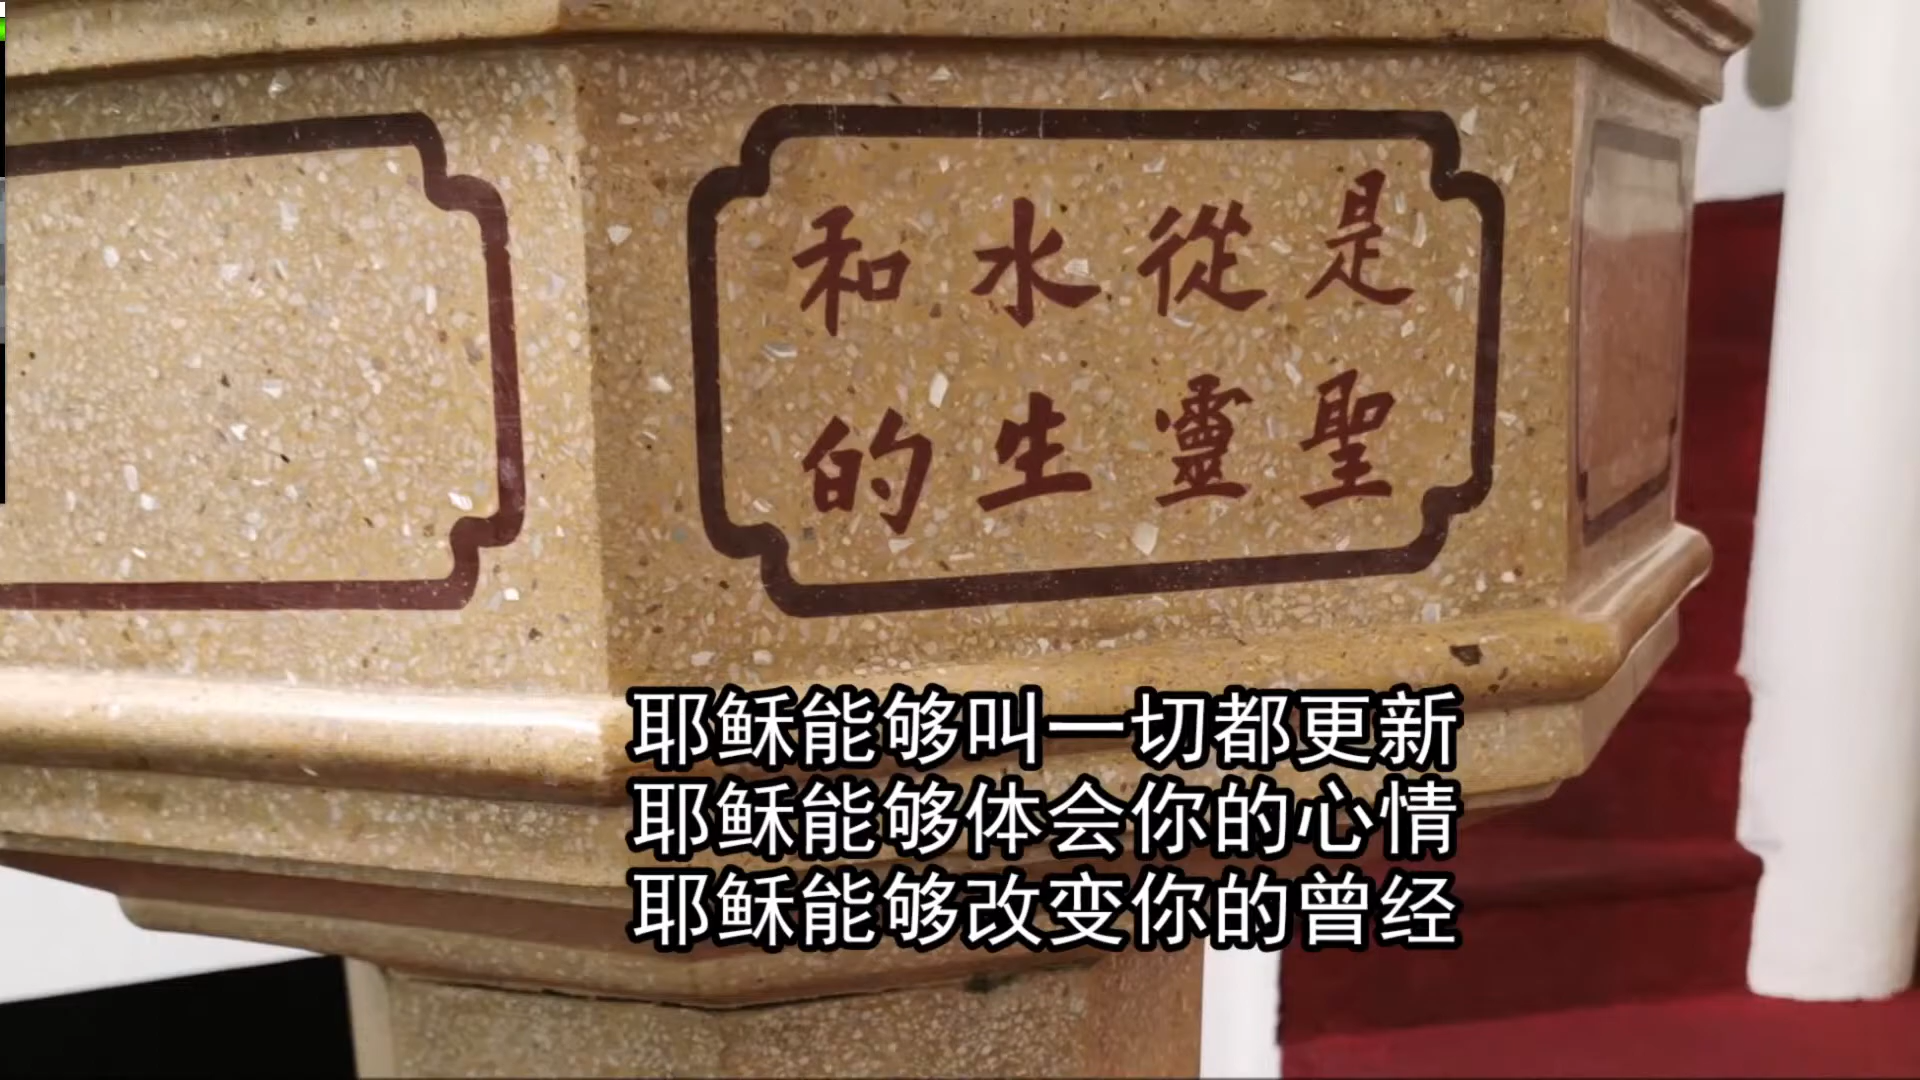 是從水和
聖靈生的
耶稣能够叫一切都更新
耶稣能够体会你的心情
耶稣能够改变你的曾经